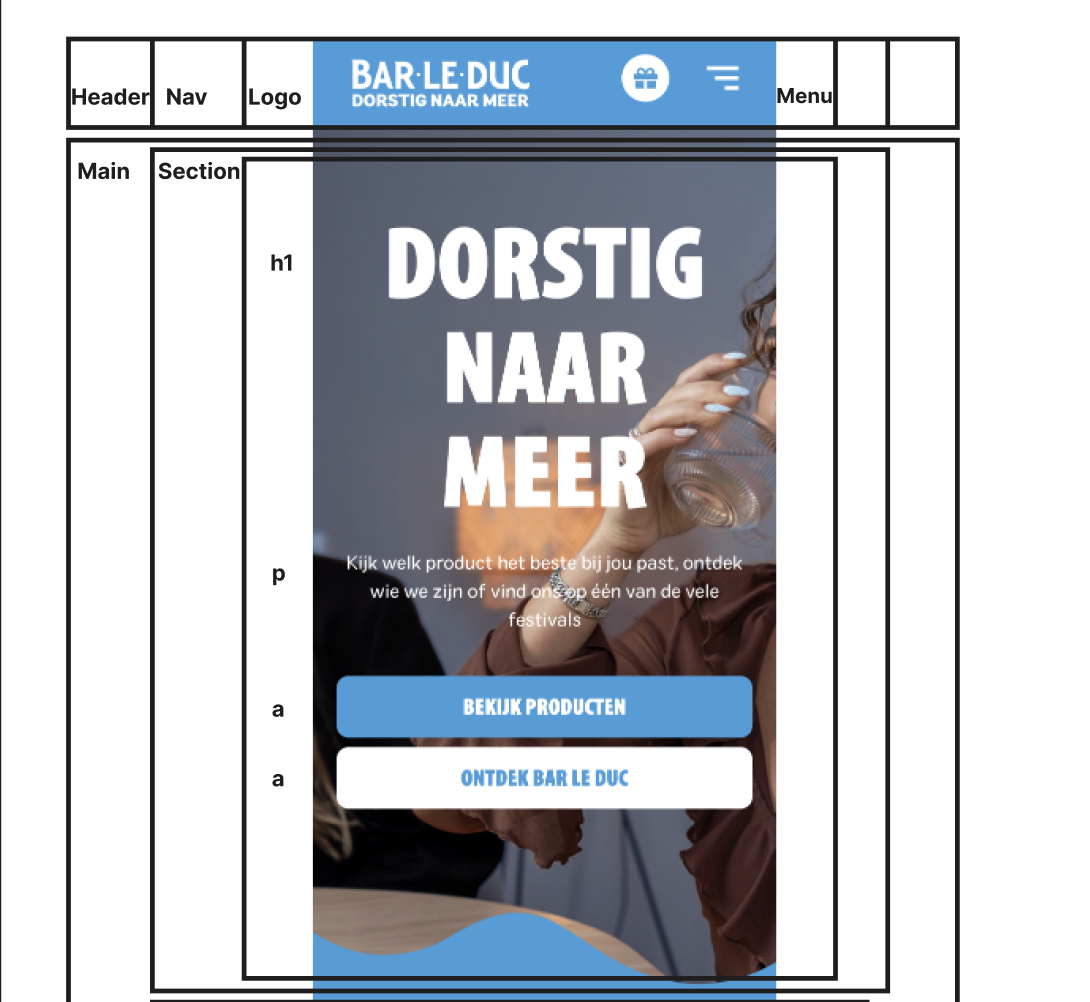 Header Nav Logo BAR·LE·DUC Menu
DORSTIG NAAR MEER
Main Section
h1 DORSTIG
NAAR
MEER
p Kijk welk product het beste bij jou past, ontdek
wie we zijn of vind ons op één van de vele
festivals
a BEKIJK PRODUCTEN
a ONTDEK BAR LE DUC